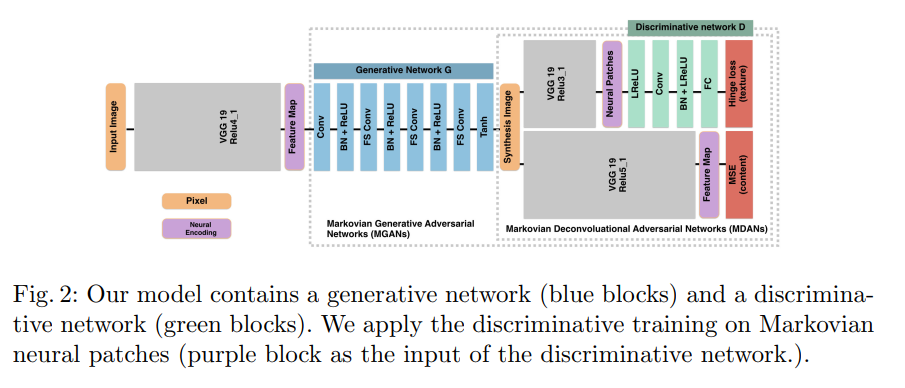 Discriminative network D
Generative Network G
Input Image
VGG 19
Relu4_1
Feature Map
Conv
BN + ReLU
FS Conv
BN + ReLU
FS Conv
BN + ReLU
FS Conv
Tanh
Synthesis Image
VGG 19
Relu3_1
Neural Patches
LReLU
Conv
BN + LReLU
FC
Hinge loss
(texture)
VGG 19
Relu5_1
Feature Map
MSE
(content)
Pixel
Neural
Encoding
Markovian Generative Adversarial
Networks (MGANs)
Markovian Deconvoluational Adversarial Networks (MDANs)
Fig. 2: Our model contains a generative network (blue blocks) and a discrimina-
tive network (green blocks). We apply the discriminative training on Markovian
neural patches (purple block as the input of the discriminative network.).